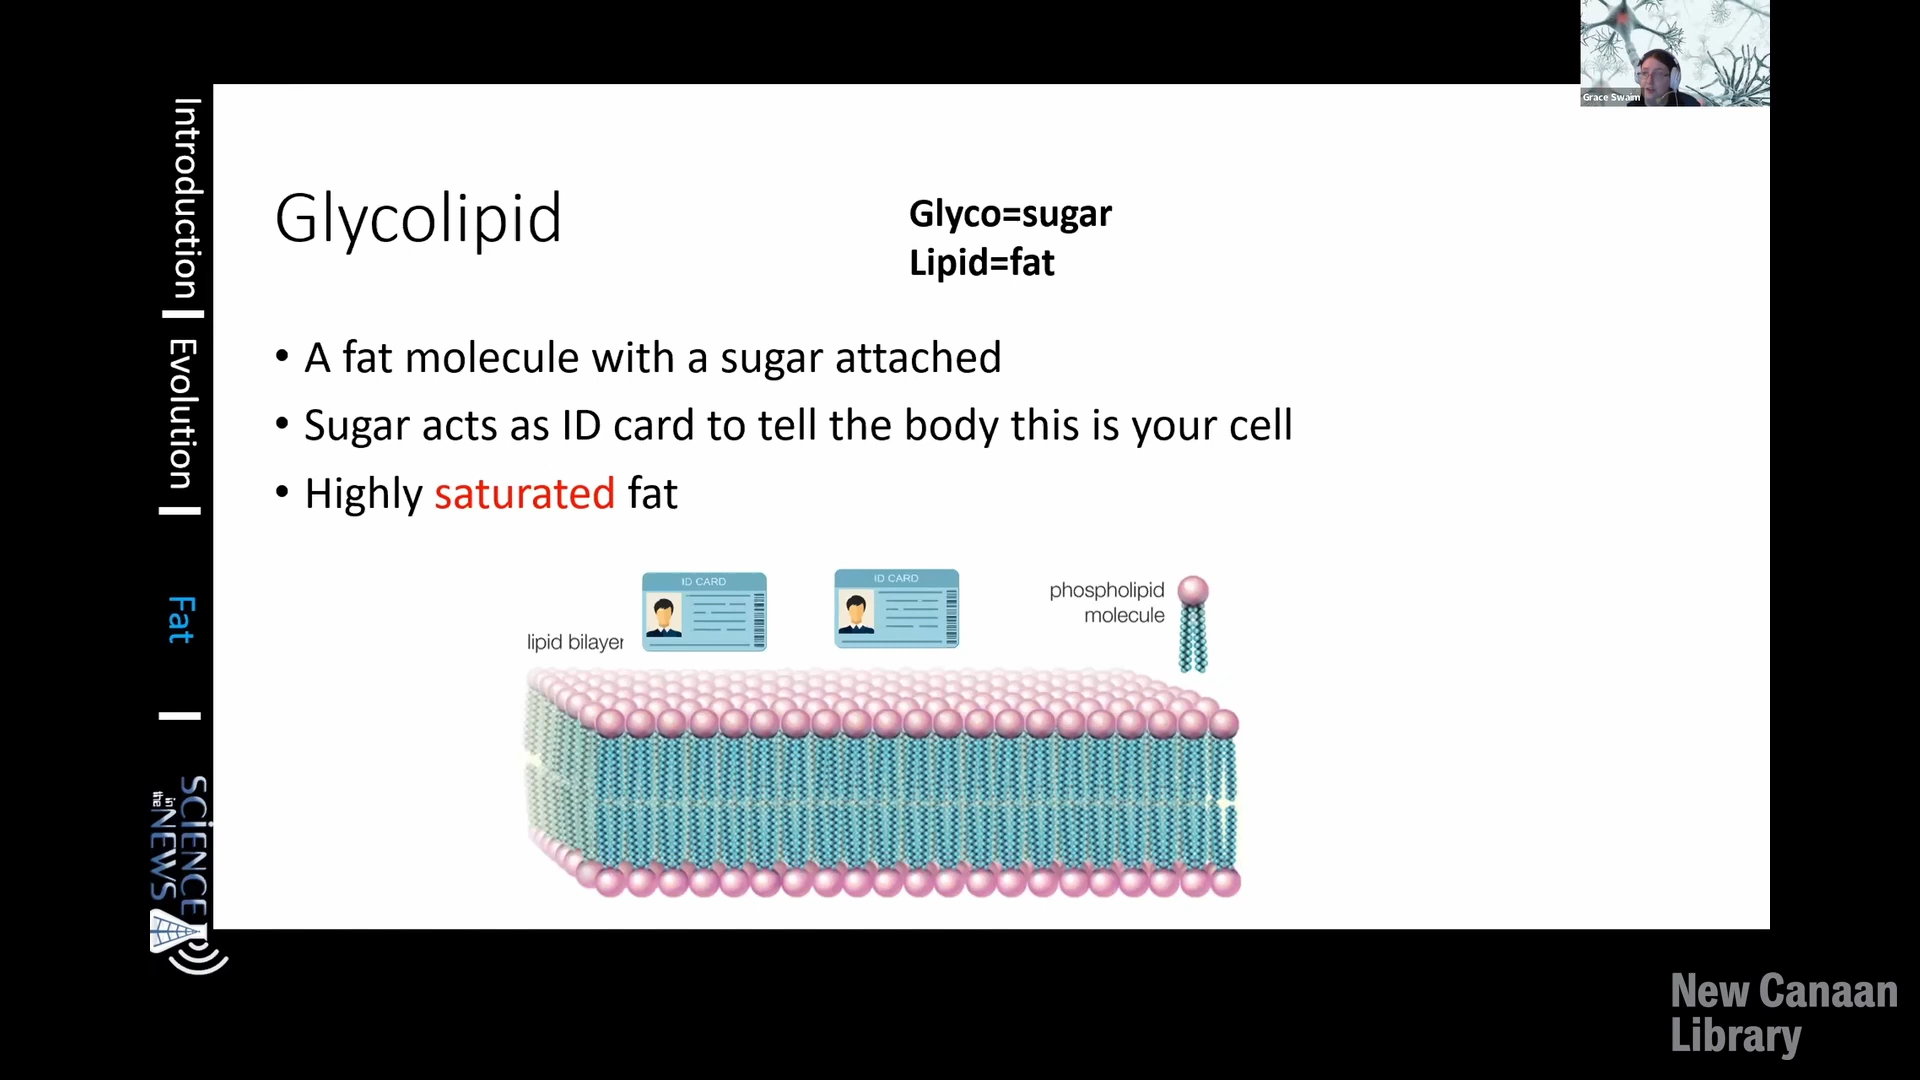 Grace Swaim
Introduction
Evolution
Fat
SCIENCE
in the NEWS
Glycolipid
Glyco=sugar
Lipid=fat
• A fat molecule with a sugar attached
• Sugar acts as ID card to tell the body this is your cell
• Highly saturated fat
ID CARD
ID CARD
phospholipid
molecule
lipid bilayer
New Canaan
Library